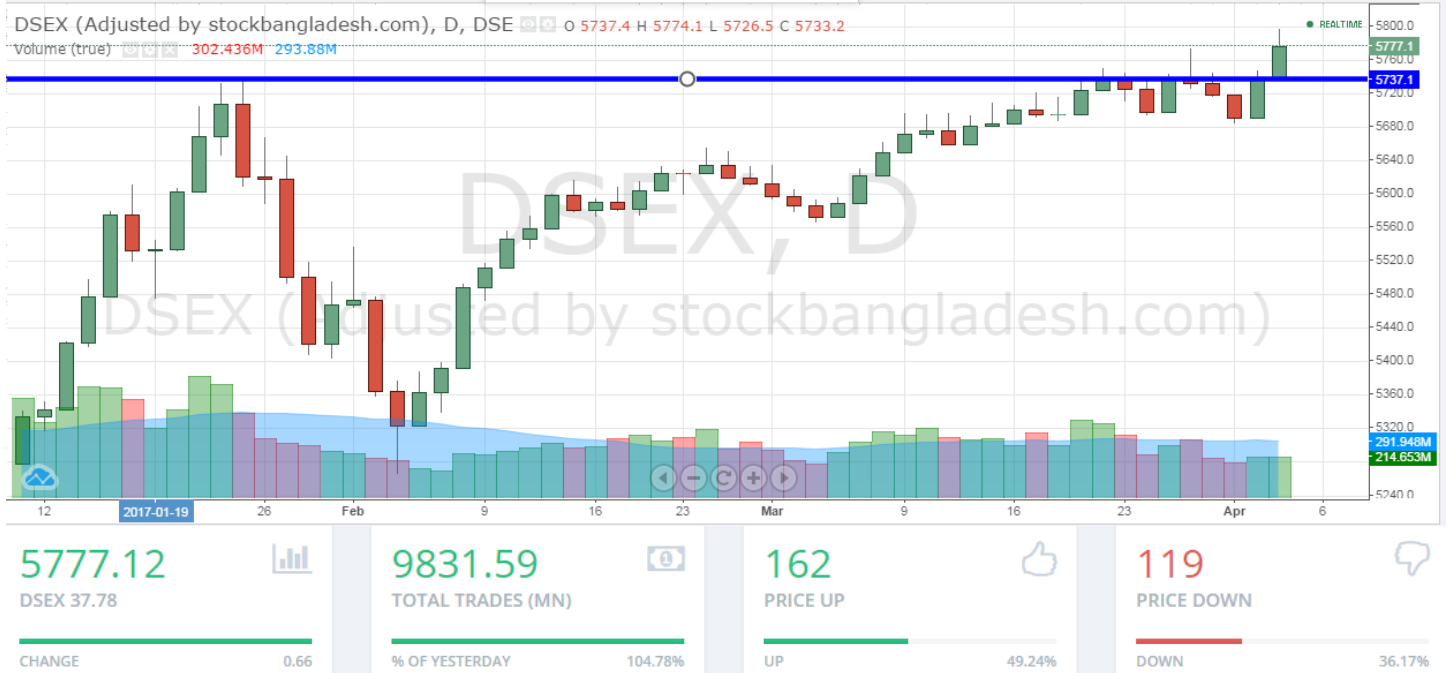 DSEX (Adjusted by stockbangladesh.com), D, DSE O 5737.4 H 5774.1 L 5726.5 C 5733.2
Volume (true) 302.436M 293.88M
REALTIME
5800.0
5777.1
5760.0
5737.1
5720.0
5680.0
5640.0
5600.0
5560.0
5520.0
5480.0
5440.0
5400.0
5360.0
5320.0
291.948M
214.653M
5240.0
DSEX, D
DSEX (Adjusted by stockbangladesh.com)
12 2017-01-19 26 Feb 9 16 23 Mar 9 16 23 Apr 6
5777.12
DSEX 37.78
CHANGE 0.66
9831.59
TOTAL TRADES (MN)
% OF YESTERDAY 104.78%
162
PRICE UP
UP 49.24%
119
PRICE DOWN
DOWN 36.17%